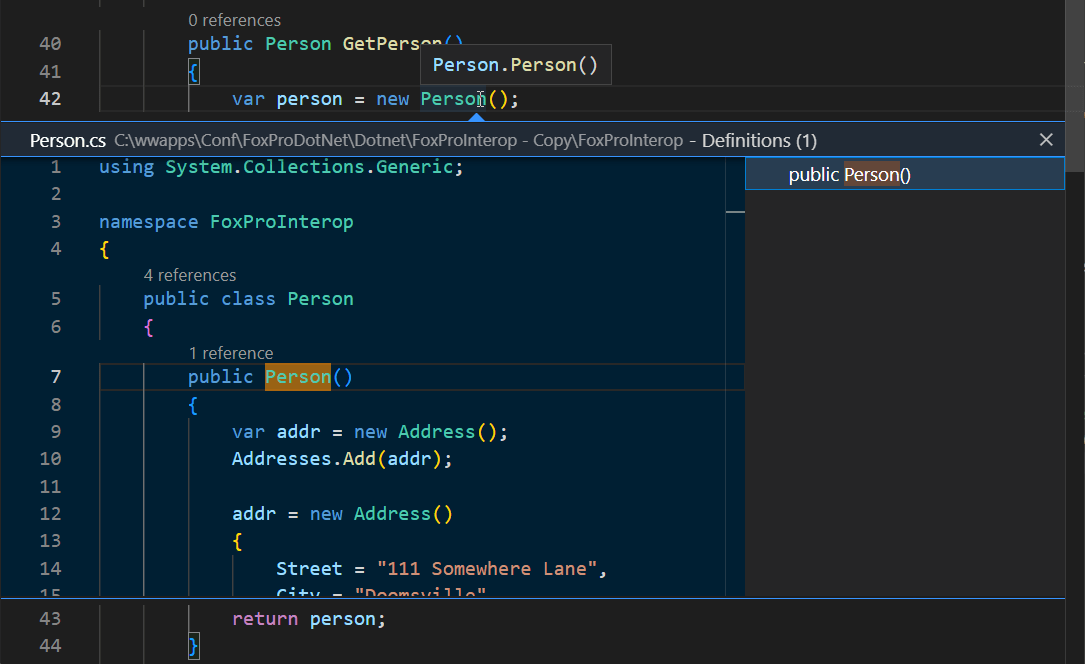 0 references
40 public Person GetPerson()
41 {
Person.Person()
42 var person = new Person();
Person.cs C:\wwapps\Conf\FoxProDotNet\Dotnet\FoxProInterop - Copy\FoxProInterop - Definitions (1)
public Person()
1 using System.Collections.Generic;
2
3 namespace FoxProInterop
4 {
4 references
5 public class Person
6 {
1 reference
7 public Person()
8 {
9 var addr = new Address();
10 Addresses.Add(addr);
11
12 addr = new Address()
13 {
14 Street = "111 Somewhere Lane",
15 City = "Doomsville"
43 return person;
44 }